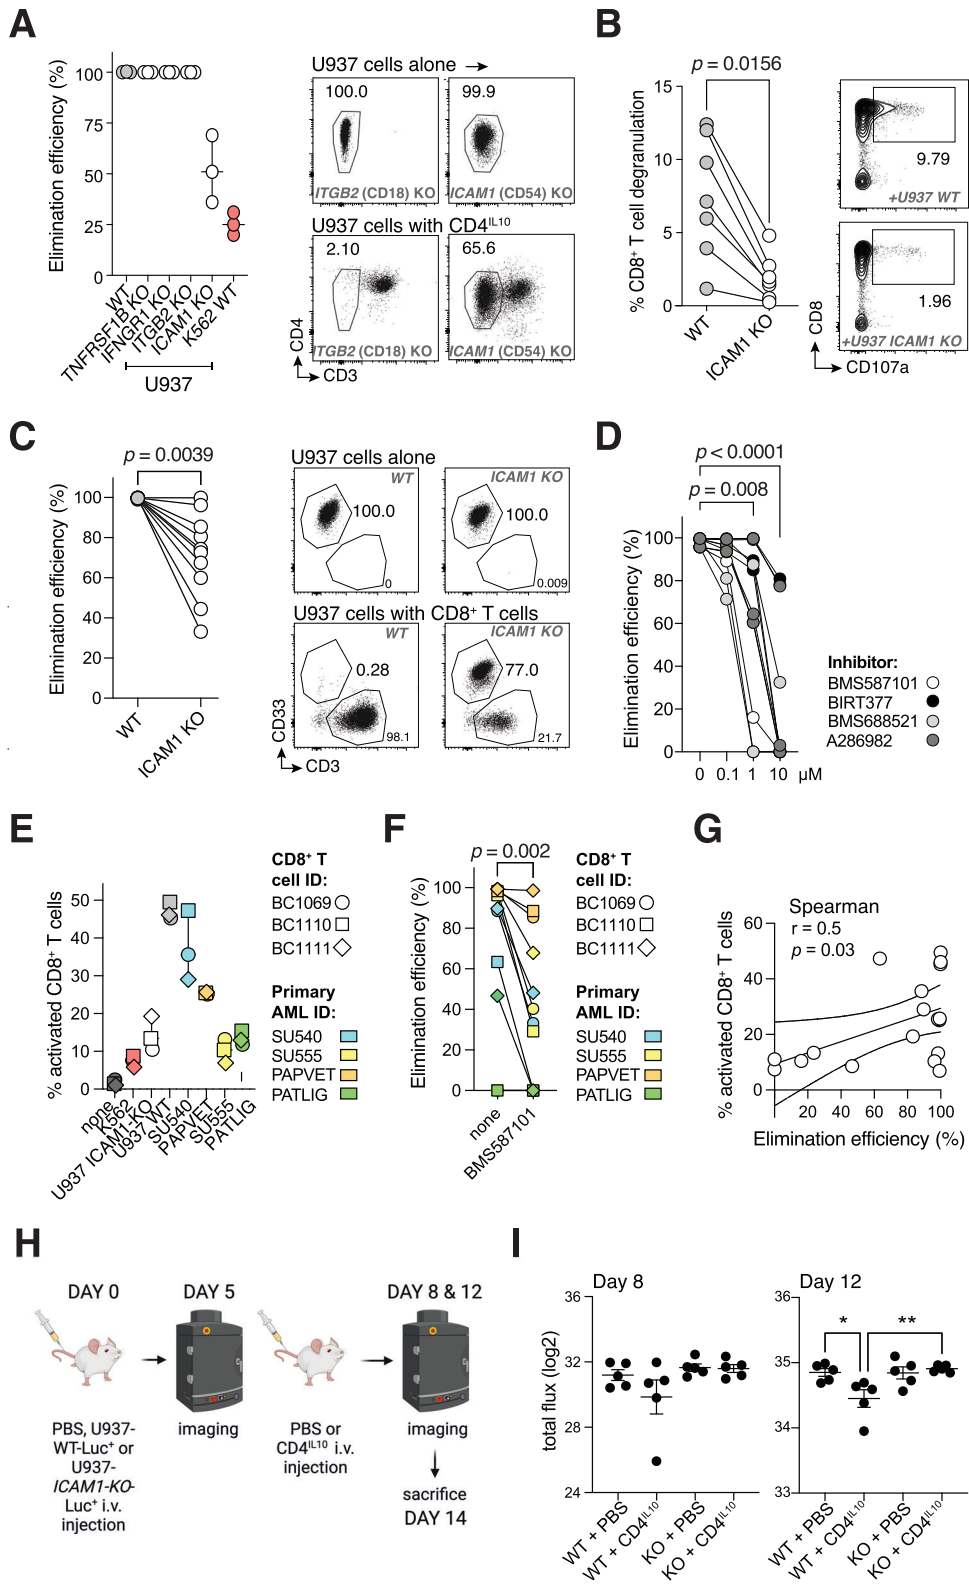 A
Elimination efficiency (%)
100
75
50
25
0
WT
TNFRSF1B KO
IFNGR1 KO
ITGB2 KO
ICAM1 KO
K562 WT
U937
U937 cells alone
100.0
ITGB2 (CD18) KO
99.9
ICAM1 (CD54) KO
U937 cells with CD4IL10
2.10
ITGB2 (CD18) KO
65.6
ICAM1 (CD54) KO
CD4
CD3
B
p = 0.0156
% CD8+ T cell degranulation
15
10
5
0
WT
ICAM1 KO
9.79
+U937 WT
1.96
+U937 ICAM1 KO
CD8
CD107a
C
p = 0.0039
Elimination efficiency (%)
100
80
60
40
20
0
WT
ICAM1 KO
U937 cells alone
WT
100.0
0
ICAM1 KO
100.0
0.009
U937 cells with CD8+ T cells
WT
0.28
98.1
ICAM1 KO
77.0
21.7
CD33
CD3
D
p < 0.0001
p = 0.008
Elimination efficiency (%)
100
80
60
40
20
0
0 0.1 1 10 µM
Inhibitor:
BMS587101
BIRT377
BMS688521
A286982
E
% activated CD8+ T cells
50
40
30
20
10
0
none
K562
U937 ICAM1-KO
U937 WT
SU540
PAPVET
SU555
PATLIG
CD8+ T
cell ID:
BC1069
BC1110
BC1111
Primary
AML ID:
SU540
SU555
PAPVET
PATLIG
F
p = 0.002
Elimination efficiency (%)
100
80
60
40
20
0
none
BMS587101
CD8+ T
cell ID:
BC1069
BC1110
BC1111
Primary
AML ID:
SU540
SU555
PAPVET
PATLIG
G
Spearman
r = 0.5
p = 0.03
% activated CD8+ T cells
60
40
20
0
20 40 60 80 100
Elimination efficiency (%)
H
DAY 0
PBS, U937-
WT-Luc+ or
U937-
ICAM1-KO-
Luc+ i.v.
injection
DAY 5
imaging
PBS or
CD4IL10 i.v.
injection
DAY 8 & 12
imaging
sacrifice
DAY 14
I
Day 8
total flux (log2)
36
32
28
24
WT + PBS
WT + CD4IL10
KO + PBS
KO + CD4IL10
Day 12
36
35
34
33
*
**
WT + PBS
WT + CD4IL10
KO + PBS
KO + CD4IL10